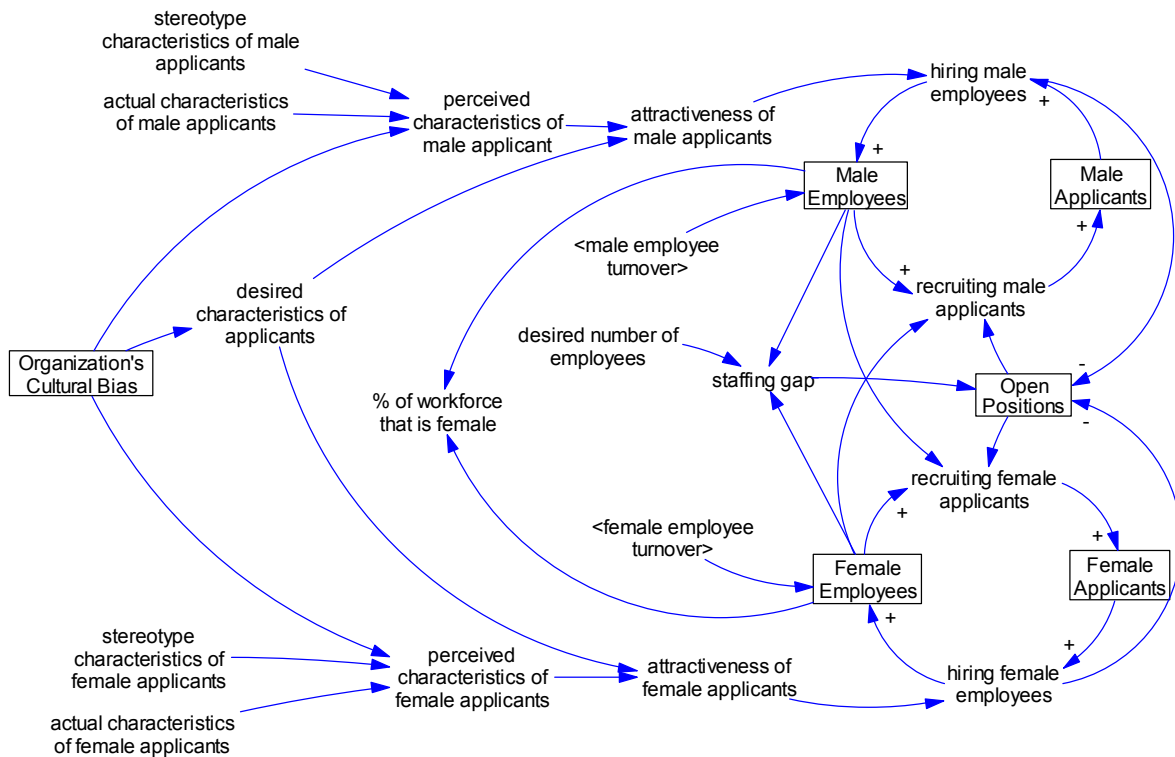 stereotype
characteristics of male
applicants
actual characteristics
of male applicants
perceived
characteristics of
male applicant
attractiveness of
male applicants
hiring male
employees
+
+
Male
Employees
Male
Applicants
+
<male employee
turnover>
+
recruiting male
applicants
desired
characteristics of
applicants
desired number of
employees
Organization's
Cultural Bias
staffing gap
-
Open
Positions
-
% of workforce
that is female
recruiting female
applicants
+
<female employee
turnover>
+
Female
Employees
Female
Applicants
+
+
stereotype
characteristics of
female applicants
perceived
characteristics of
female applicants
attractiveness of
female applicants
hiring female
employees
actual characteristics
of female applicants